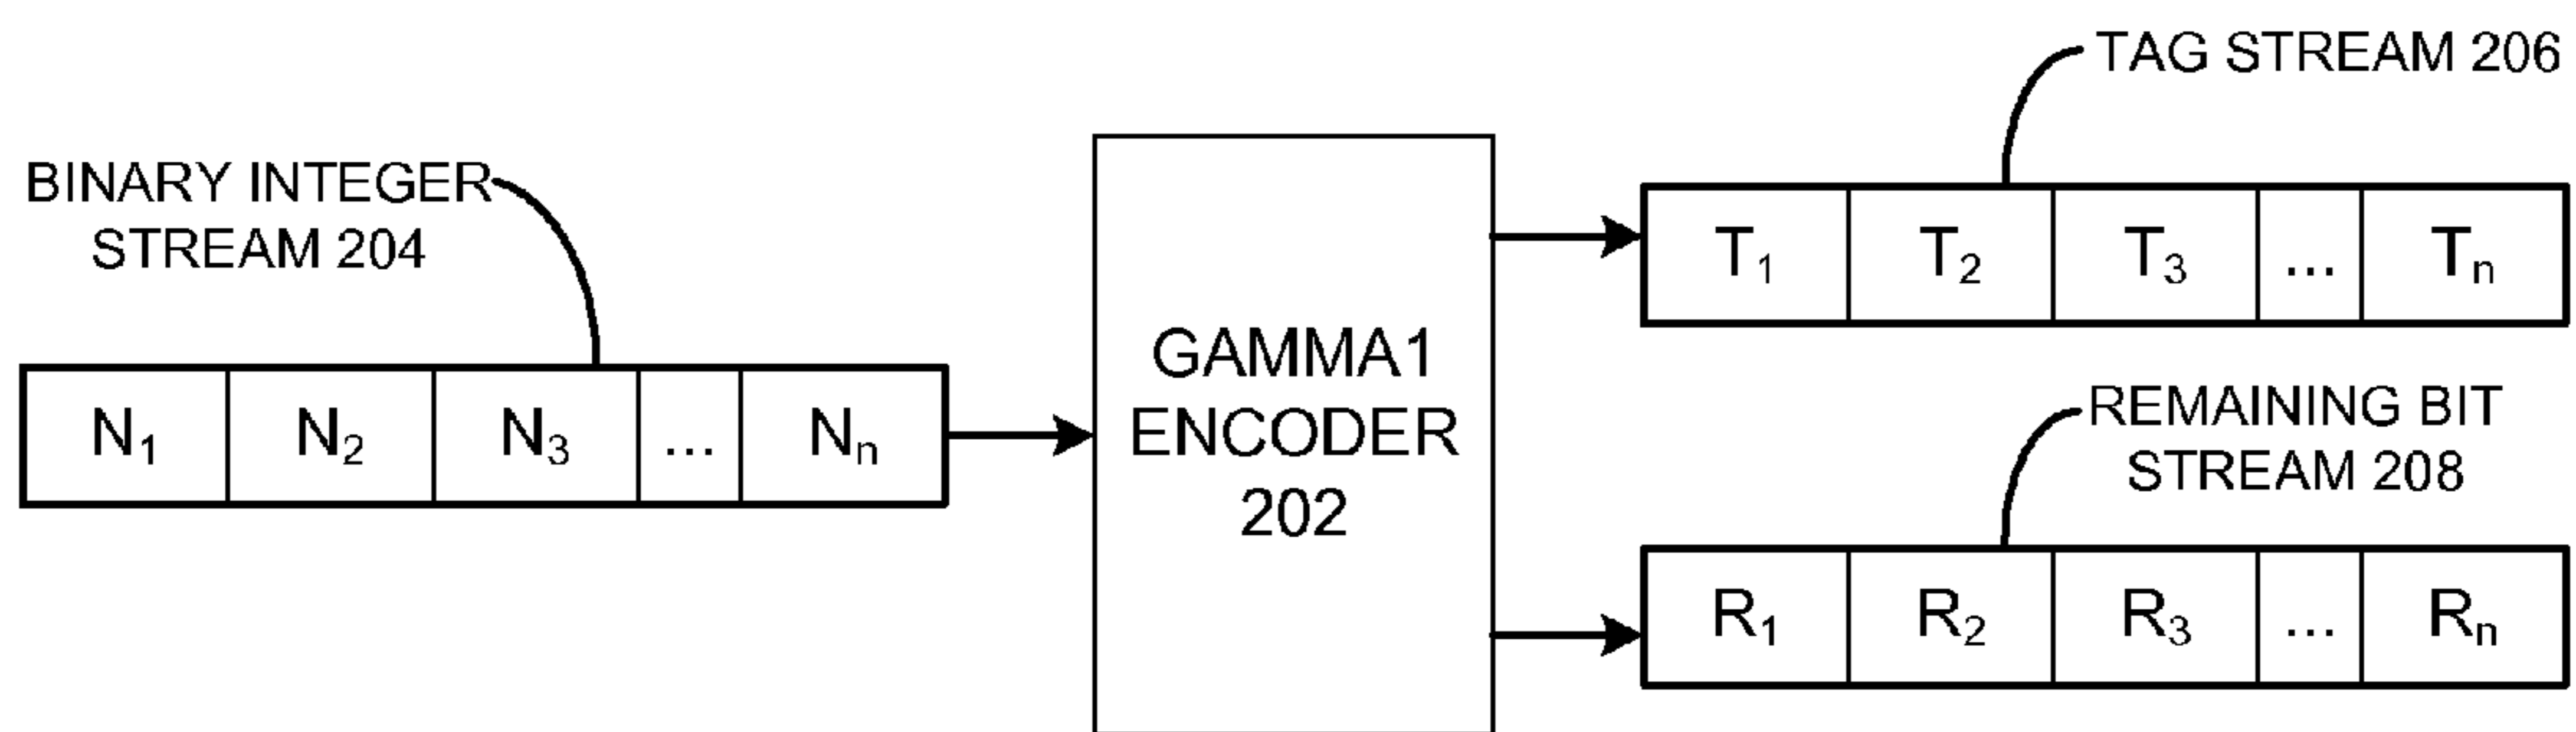 TAG STREAM 206
BINARY INTEGER
STREAM 204
T₁ T₂ T₃ ... Tₙ
N₁ N₂ N₃ ... Nₙ
GAMMA1
ENCODER
202
REMAINING BIT
STREAM 208
R₁ R₂ R₃ ... Rₙ